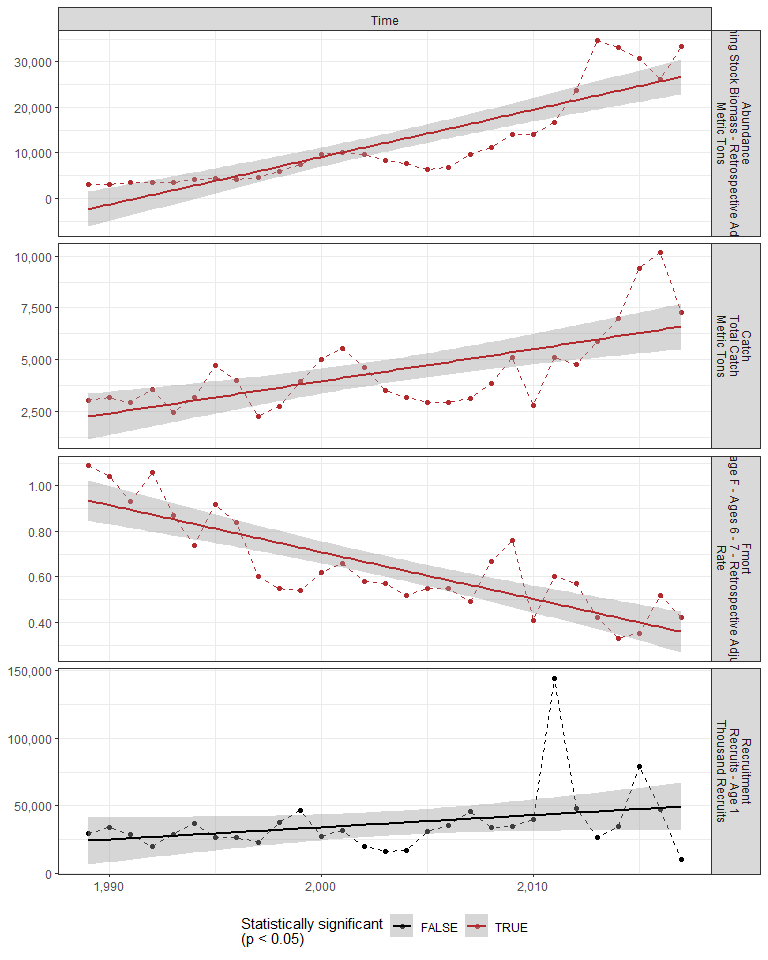 Time
30,000
20,000
10,000
0
Abundance
ning Stock Biomass - Retrospective Ad
Metric Tons
10,000
7,500
5,000
2,500
Catch
Total Catch
Metric Tons
1.00
0.80
0.60
0.40
Fmort
age F - Ages 6 - 7 - Retrospective Adju
Rate
150,000
100,000
50,000
0
Recruitment
Recruits - Age 1
Thousand Recruits
1,990
2,000
2,010
Statistically significant
(p < 0.05)
FALSE
TRUE